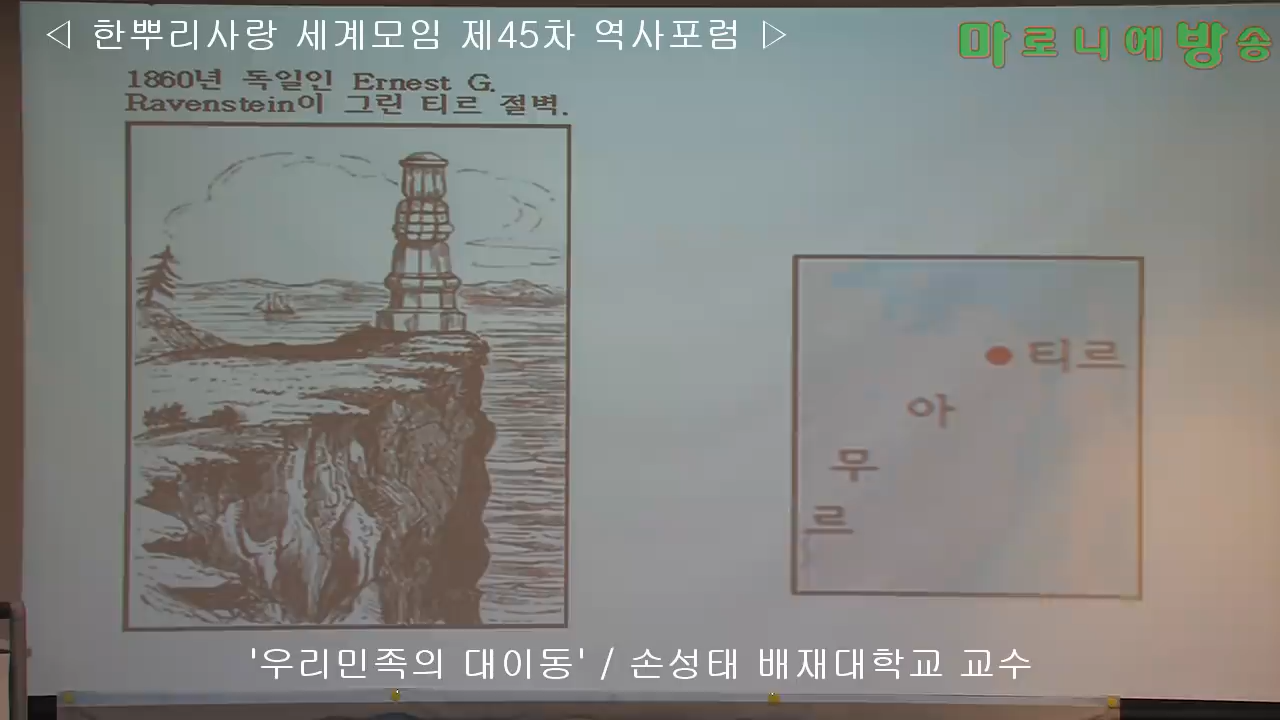 ◁ 한뿌리사랑 세계모임 제45차 역사포럼 ▷
마로니에방송
1860년 독일인 Ernest G.
Ravenstein이 그린 티르 절벽.
티르
아
무
르
'우리민족의 대이동' / 손성태 배재대학교 교수